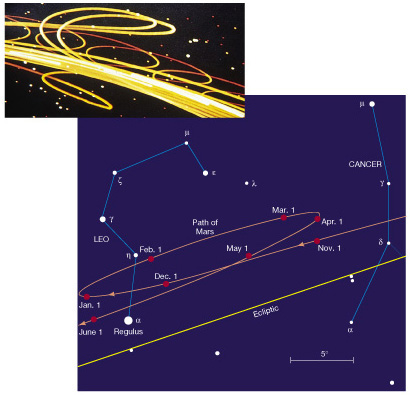 μ
μ
ε
ζ
λ
CANCER
γ
γ
Path of
Mars
Mar. 1
Apr. 1
LEO
Feb. 1
May 1
Nov. 1
η
δ
Dec. 1
Jan. 1
June 1
α
Regulus
Ecliptic
α
5°